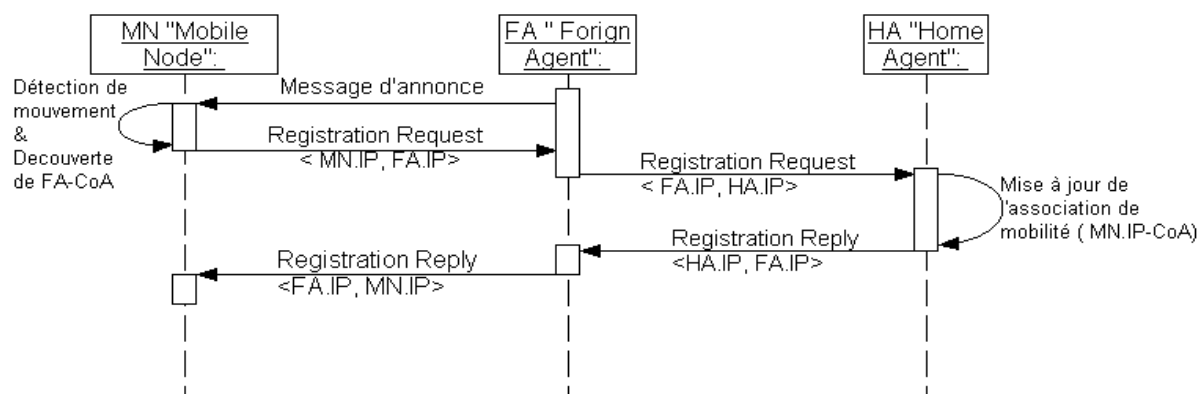 MN "Mobile
Node":
FA " Forign
Agent":
HA "Home
Agent":
Détection de
mouvement
&
Decouverte
de FA-CoA
Message d'annonce
Registration Request
< MN.IP, FA.IP>
Registration Request
< FA.IP, HA.IP>
Mise à jour de
l'association de
mobilité ( MN.IP-CoA)
Registration Reply
<HA.IP, FA.IP>
Registration Reply
<FA.IP, MN.IP>